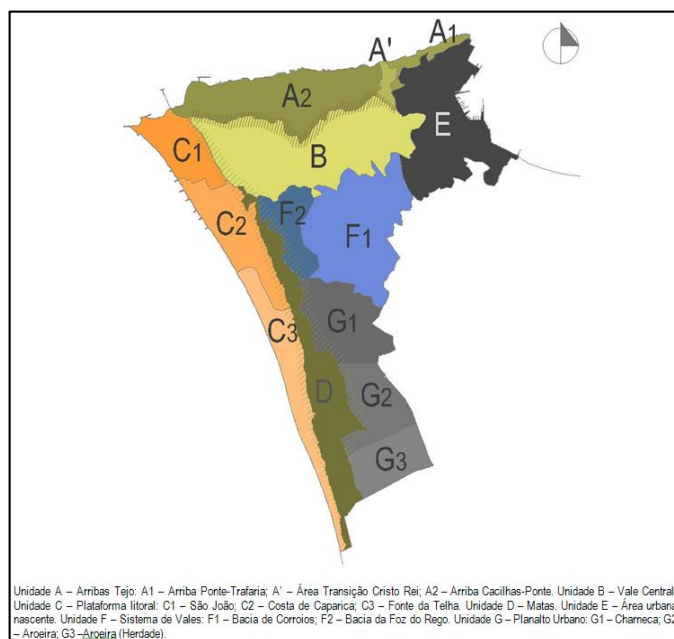 A1
A'
A2
E
B
C1
F2
C2
F1
G1
C3
D
G2
G3
Unidade A – Arribas Tejo: A1 – Arriba Ponte-Trafaria; A' – Área Transição Cristo Rei; A2 – Arriba Cacilhas-Ponte. Unidade B – Vale Central.
Unidade C – Plataforma litoral: C1 – São João; C2 – Costa de Caparica; C3 – Fonte da Telha. Unidade D – Matas. Unidade E – Área urbana
nascente. Unidade F – Sistema de Vales: F1 – Bacia de Corroios; F2 – Bacia da Foz do Rego. Unidade G – Planalto Urbano: G1 - Charneca; G2
– Aroeira; G3 –Aroeira (Herdade).